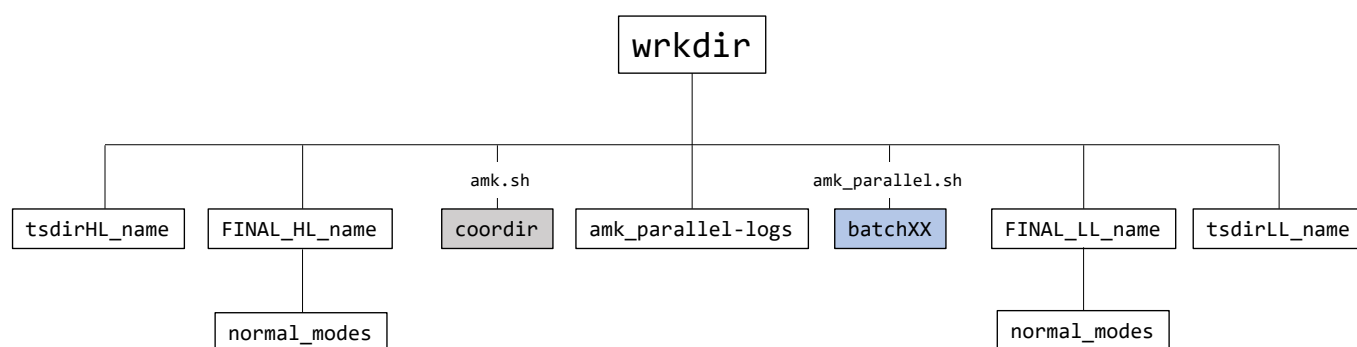 wrkdir
amk.sh
amk_parallel.sh
tsdirHL_name
FINAL_HL_name
coordir
amk_parallel-logs
batchXX
FINAL_LL_name
tsdirLL_name
normal_modes
normal_modes